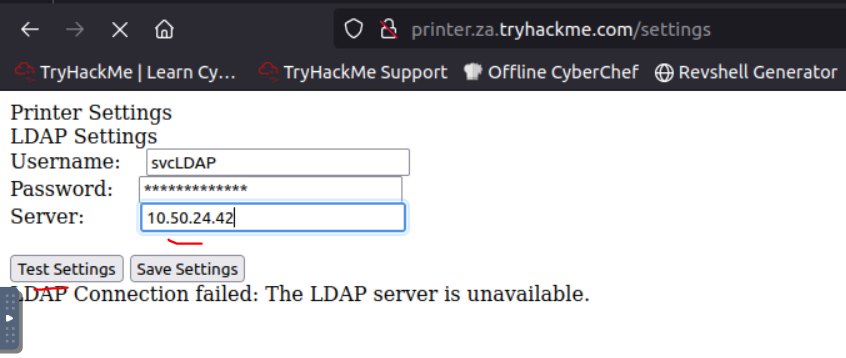 printer.za.tryhackme.com/settings
TryHackMe | Learn Cy... TryHackMe Support Offline CyberChef Revshell Generator
Printer Settings
LDAP Settings
Username: svcLDAP
Password: *************
Server: 10.50.24.42
Test Settings Save Settings
LDAP Connection failed: The LDAP server is unavailable.